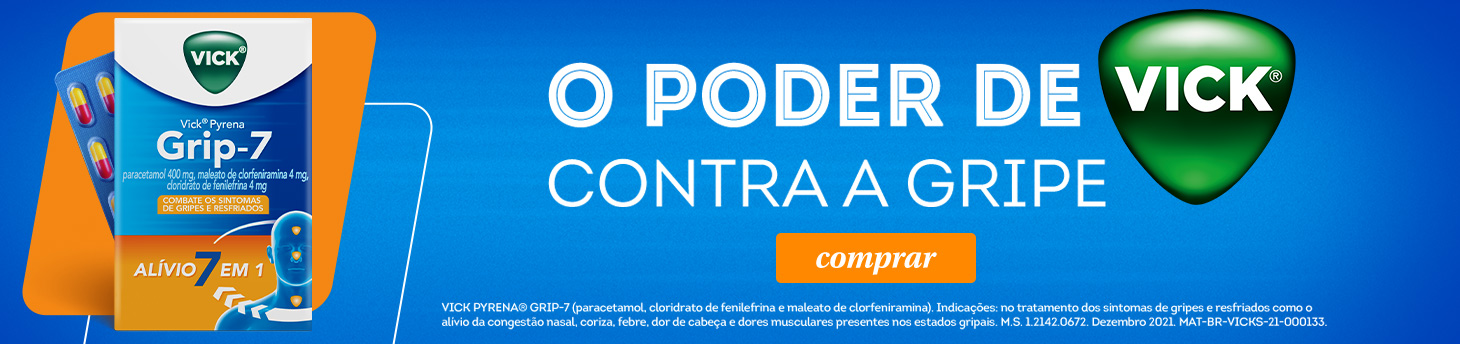 VICK®
Vick® Pyrena
Grip-7
paracetamol 400 mg, maleato de clorfeniramina 4 mg,
cloridrato de fenilefrina 4 mg
COMBATE OS SINTOMAS
DE GRIPES E RESFRIADOS
ALÍVIO 7 EM 1
O PODER DE VICK®
CONTRA A GRIPE
comprar
VICK PYRENA® GRIP-7 (paracetamol, cloridrato de fenilefrina e maleato de clorfeniramina). Indicações: no tratamento dos sintomas de gripes e resfriados como o
alívio da congestão nasal, coriza, febre, dor de cabeça e dores musculares presentes nos estados gripais. M.S. 1.2142.0672. Dezembro 2021. MAT-BR-VICKS-21-000133.